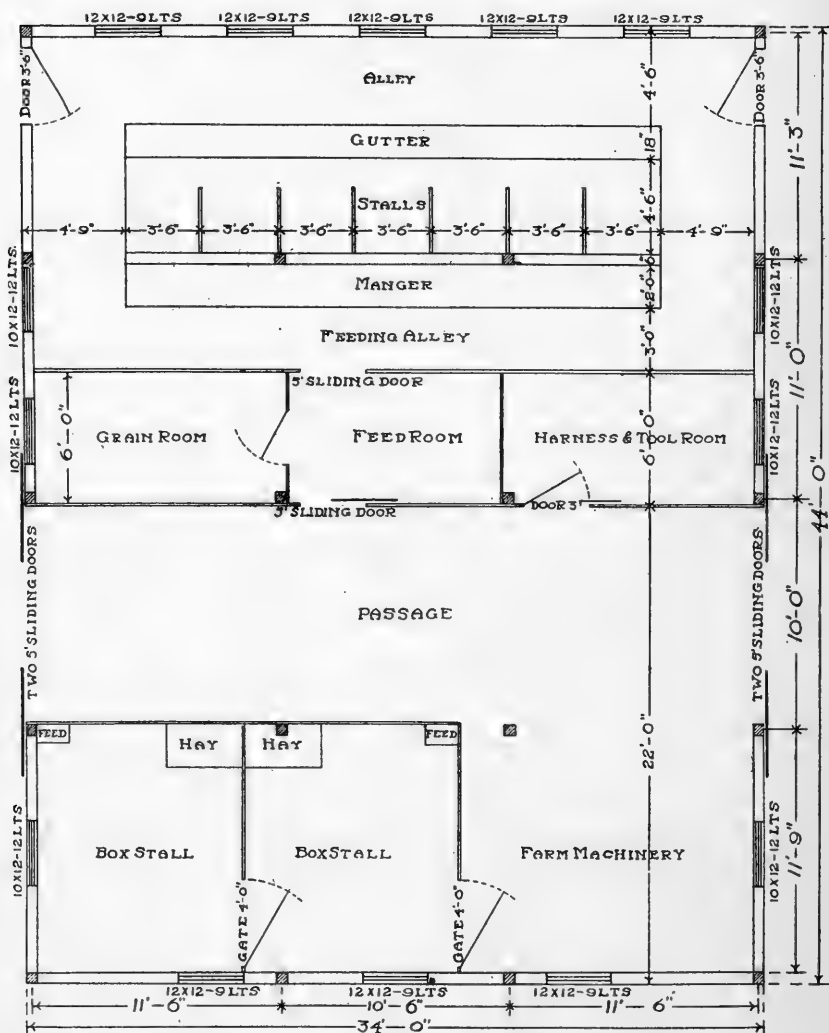 12X12-9LTS 12X12-9LTS 12X12-9LT6 12X12-9LTS 12X12-9LTS
DOOR 3'-6"
ALLEY
DOOR 3'-6"
4'-6"
11'-3"
GUTTER
18"
STALLS
4'-6"
4'-9" 3'-6" 3'-6" 3'-6" 3'-6" 3'-6" 3'-6" 3'-6" 4'-9"
6"
MANGER
2'-0"
10X12-12LTS.
10X12-12LTS
FEEDING ALLEY
3'-0"
11'-0"
5' SLIDING DOOR
10X12-12LTS
6'-0"
GRAIN ROOM
FEED ROOM
HARNESS & TOOL ROOM
6'-0"
10X12-12LTS
44'-0"
5' SLIDING DOOR
DOOR 3'
TWO 5' SLIDING DOORS
PASSAGE
TWO 5' SLIDING DOORS
10'-0"
FEED
HAY
HAY
FEED
22'-0"
10X12-12LTS
BOX STALL
BOX STALL
FARM MACHINERY
10X12-12LTS
11'-9"
GATE 4'-0"
GATE 4'-0"
12X12-9LTS 12X12-9LTS 12X12-9LTS
11'-6" 10'-6" 11'-6"
34'-0"